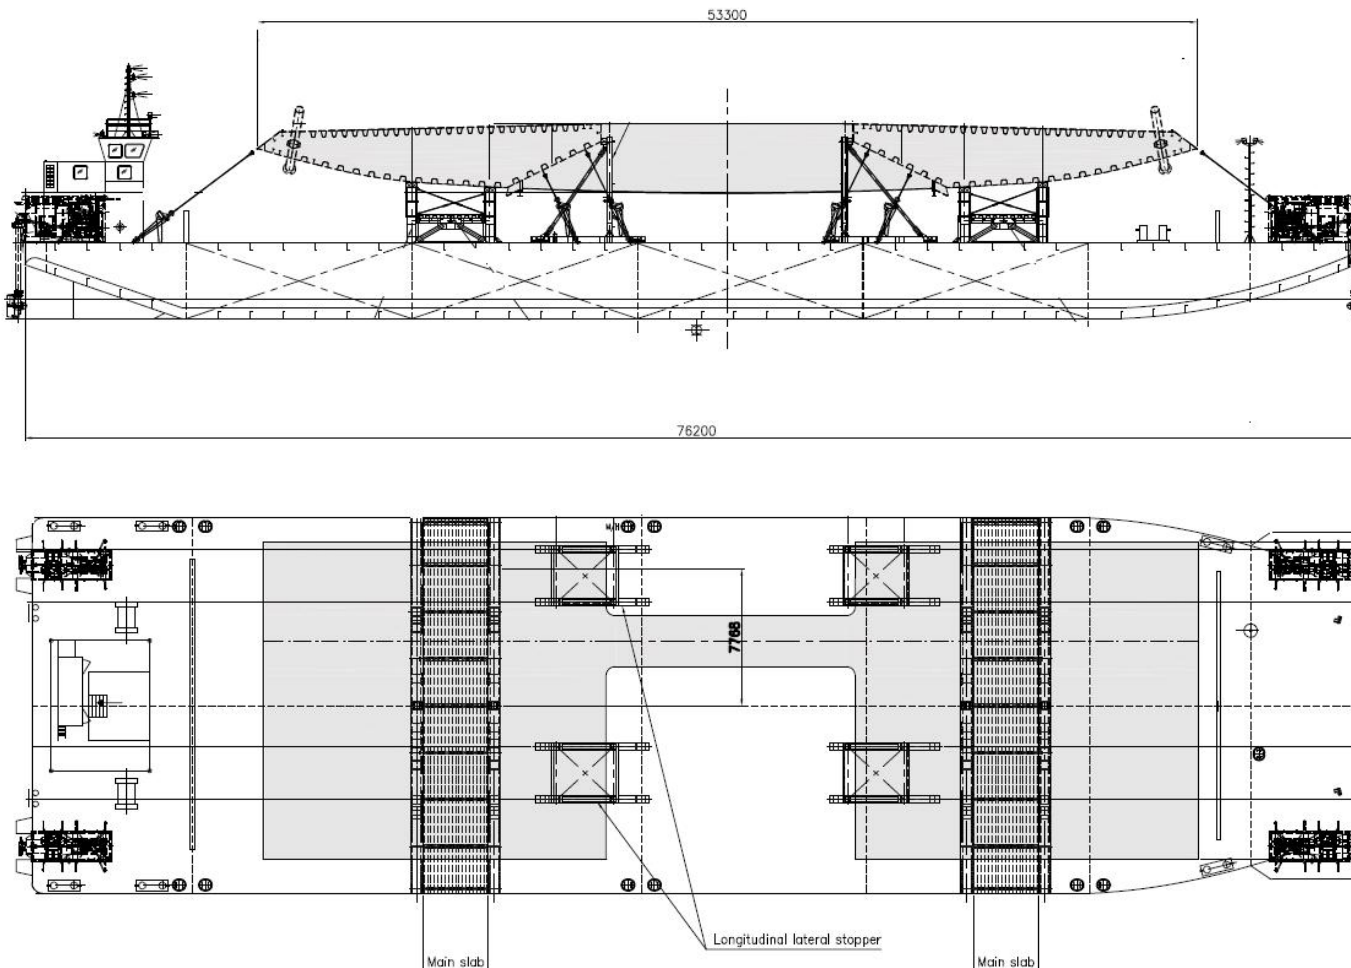 53300
76200
M/H
7768
Longitudinal lateral stopper
Main slab
Main slab